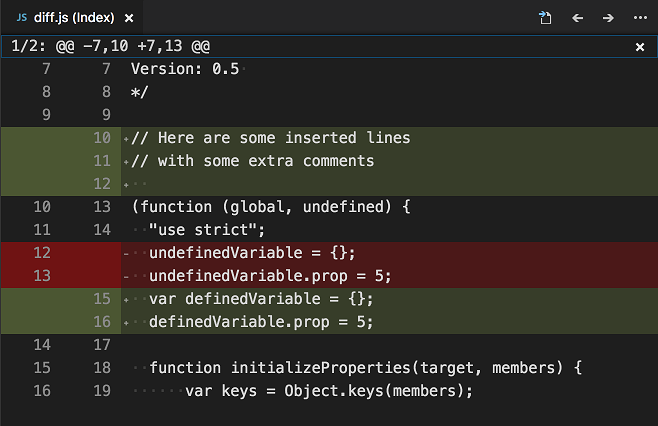 JS diff.js (Index) ×
1/2: @@ -7,10 +7,13 @@ ×
7 7 Version: 0.5
8 8 */
9 9
10 +// Here are some inserted lines
11 +// with some extra comments
12 +
10 13 (function (global, undefined) {
11 14 "use strict";
12 - undefinedVariable = {};
13 - undefinedVariable.prop = 5;
15 + var definedVariable = {};
16 + definedVariable.prop = 5;
14 17
15 18 function initializeProperties(target, members) {
16 19 var keys = Object.keys(members);